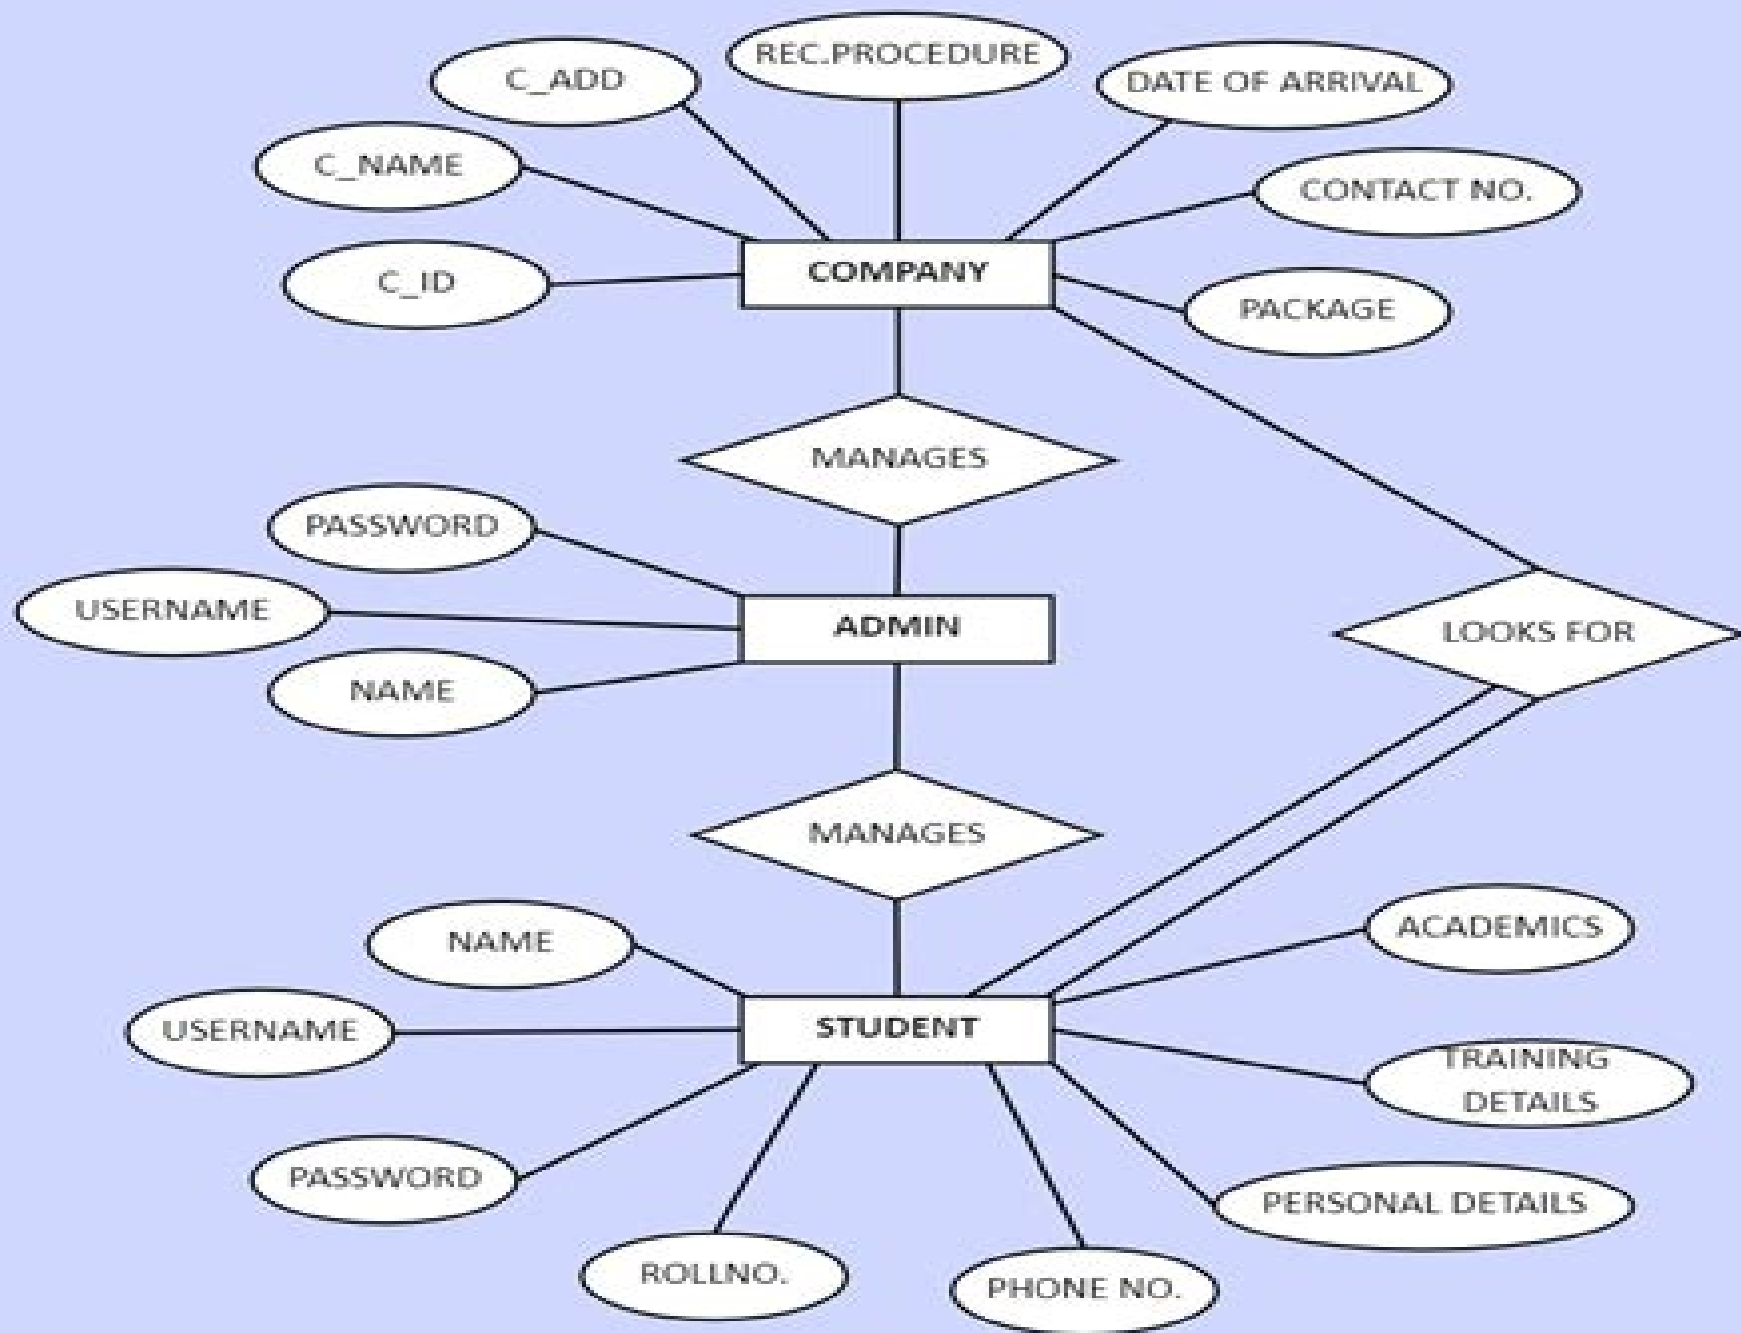 REC.PROCEDURE
C_ADD
DATE OF ARRIVAL
C_NAME
CONTACT NO.
COMPANY
C_ID
PACKAGE
MANAGES
PASSWORD
USERNAME
ADMIN
LOOKS FOR
NAME
MANAGES
NAME
ACADEMICS
USERNAME
STUDENT
TRAINING
DETAILS
PASSWORD
PERSONAL DETAILS
ROLLNO.
PHONE NO.